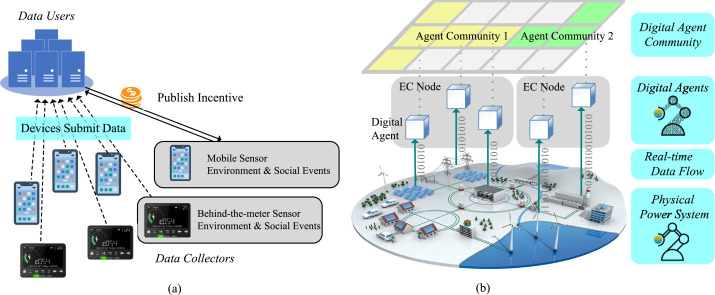 Data Users
Publish Incentive
Devices Submit Data
Mobile Sensor
Environment & Social Events
Behind-the-meter Sensor
Environment & Social Events
Data Collectors
(a)
Agent Community 1
Agent Community 2
EC Node
EC Node
Digital
Agent
Digital Agent
Community
Digital Agents
Real-time
Data Flow
Physical
Power System
(b)